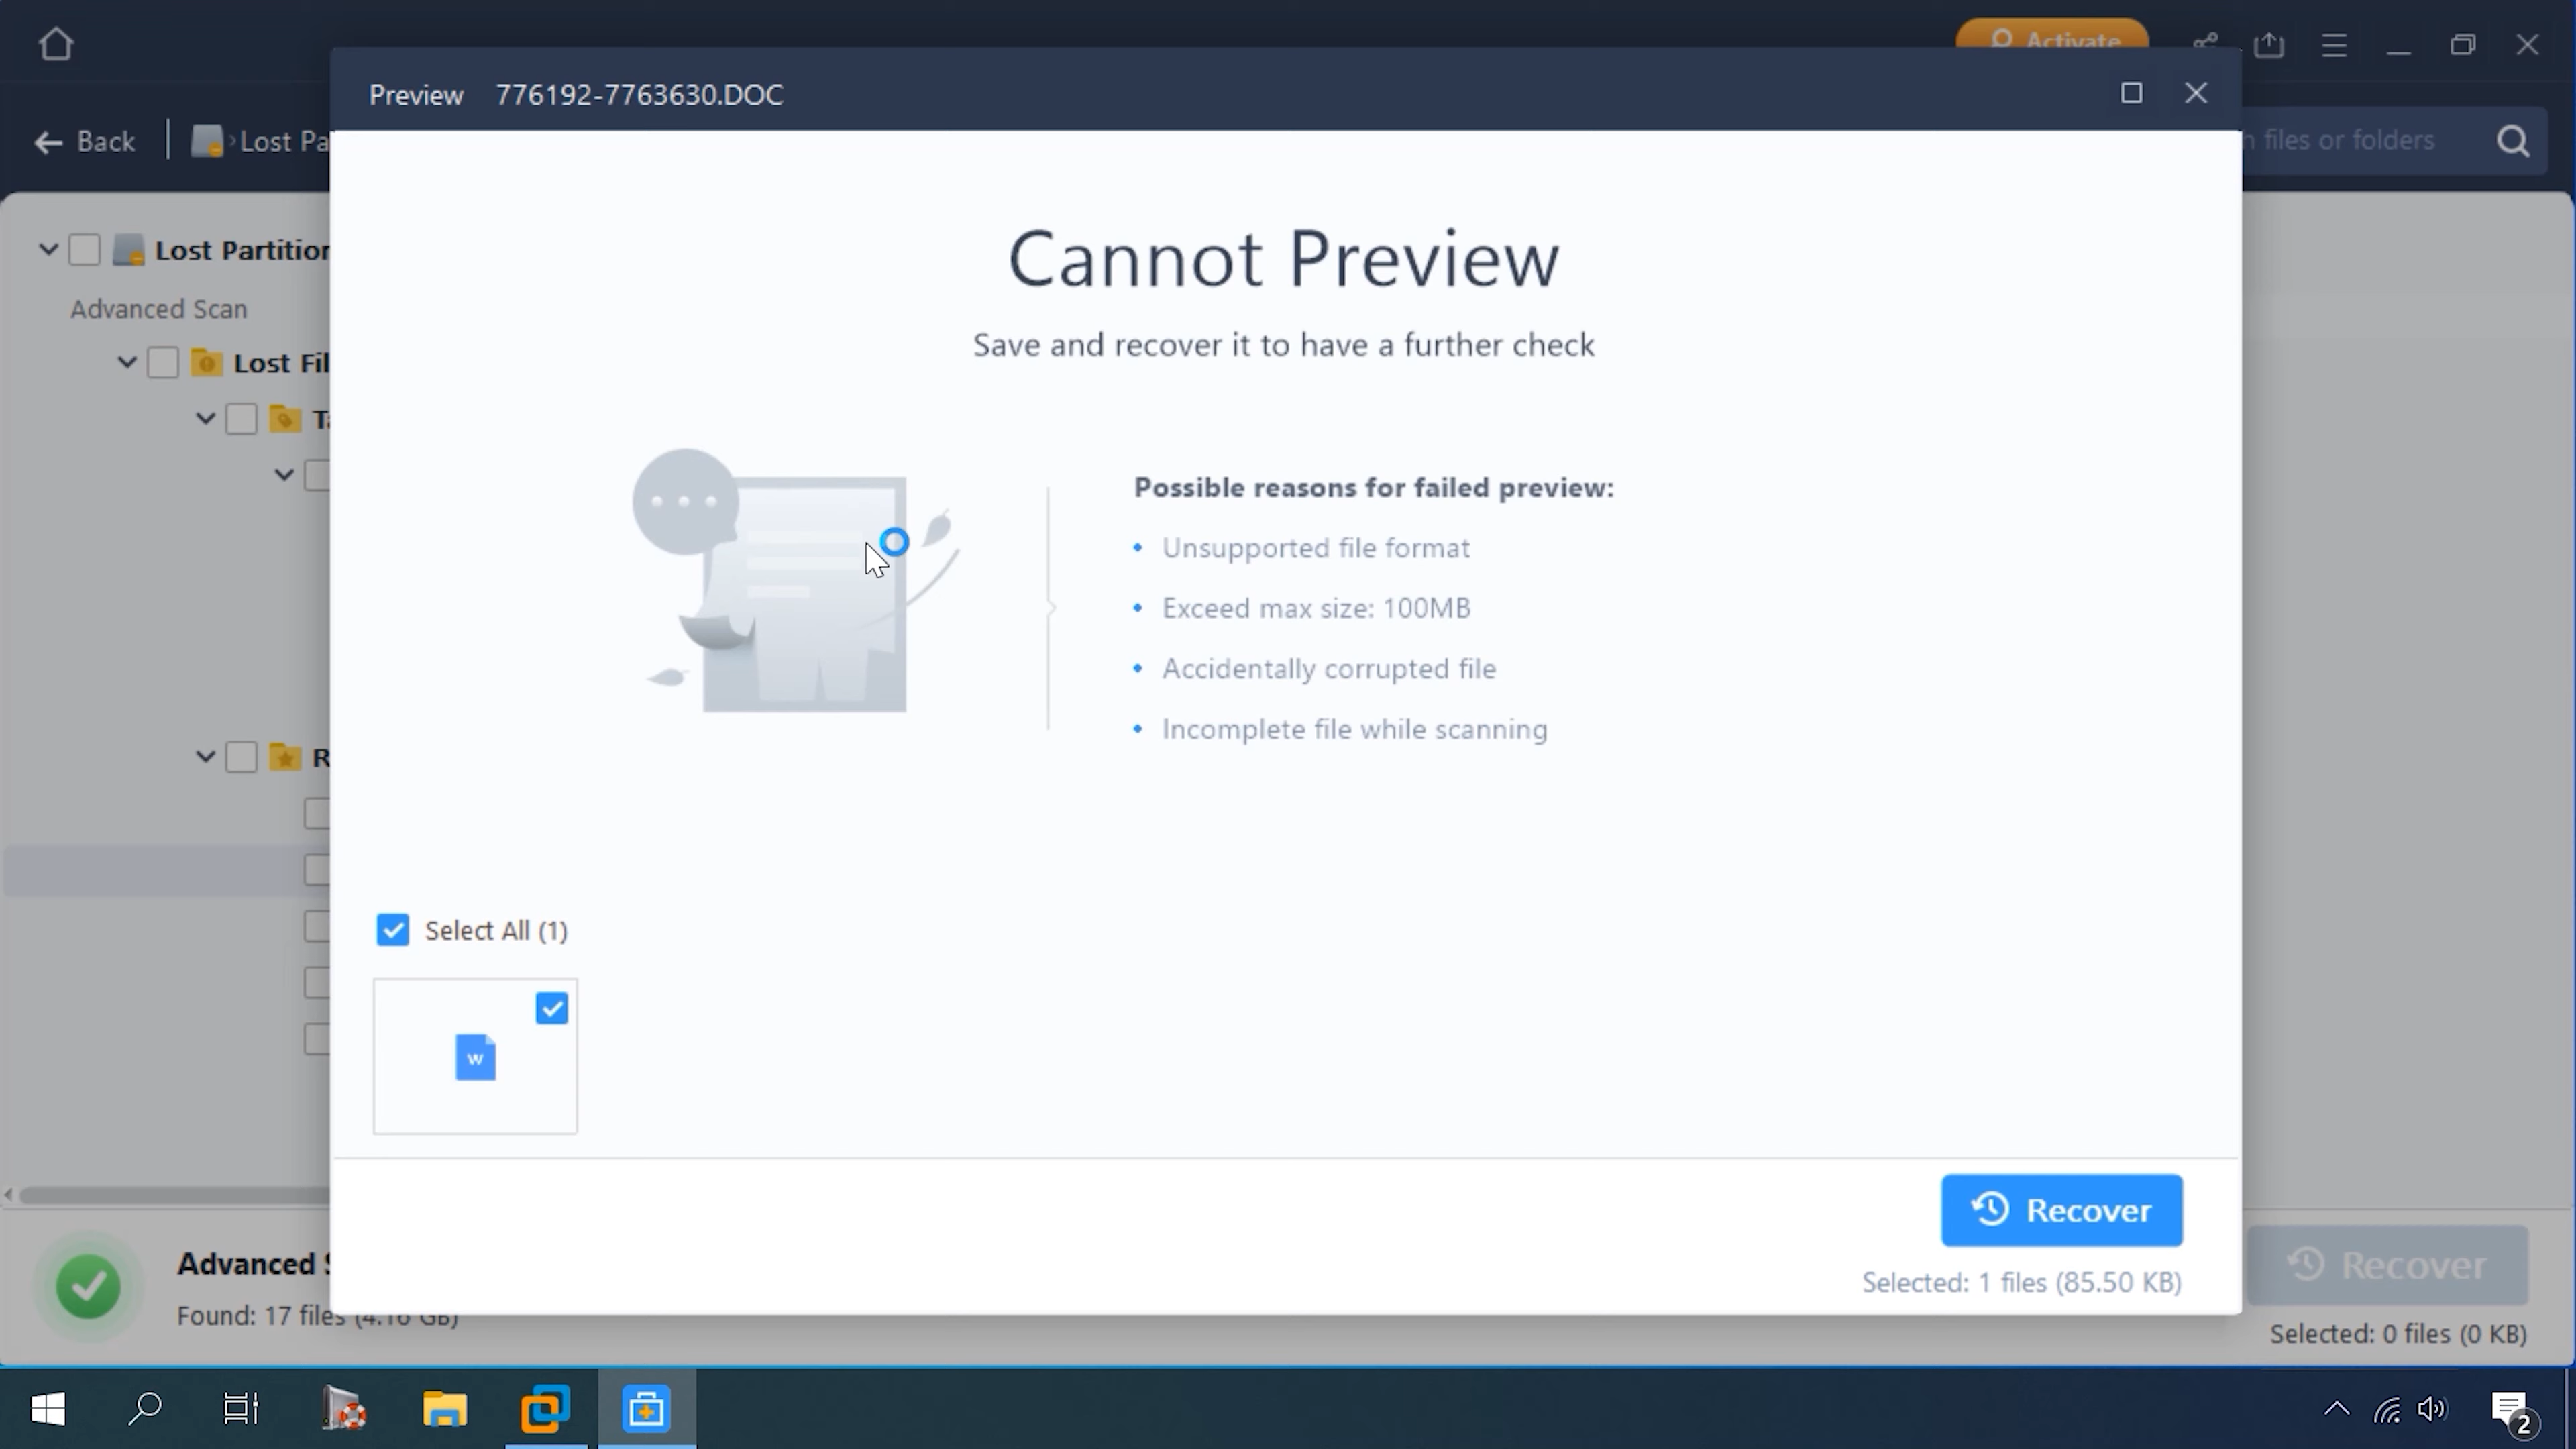 Activate
Preview 776192-7763630.DOC
Back
Lost Pa
files or folders
Cannot Preview
Lost Partition
Advanced Scan
Save and recover it to have a further check
Lost Fil
Possible reasons for failed preview:
• Unsupported file format
• Exceed max size: 100MB
• Accidentally corrupted file
• Incomplete file while scanning
R
Select All (1)
W
Recover
Advanced
Selected: 1 files (85.50 KB)
Recover
Found: 17 files (4.16 GB)
Selected: 0 files (0 KB)
2